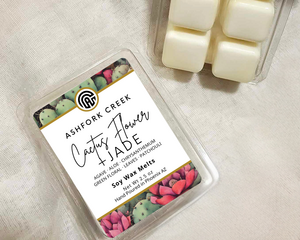 ASHFORK CREEK
Cactus Flower
+ JADE
AGAVE · ALOE · CHRYSANTHEMUM
GREEN FLORAL · LEAVES · PATCHOULI
Soy Wax Melts
Net Wt 2.5 oz
Hand Poured in Phoenix AZ